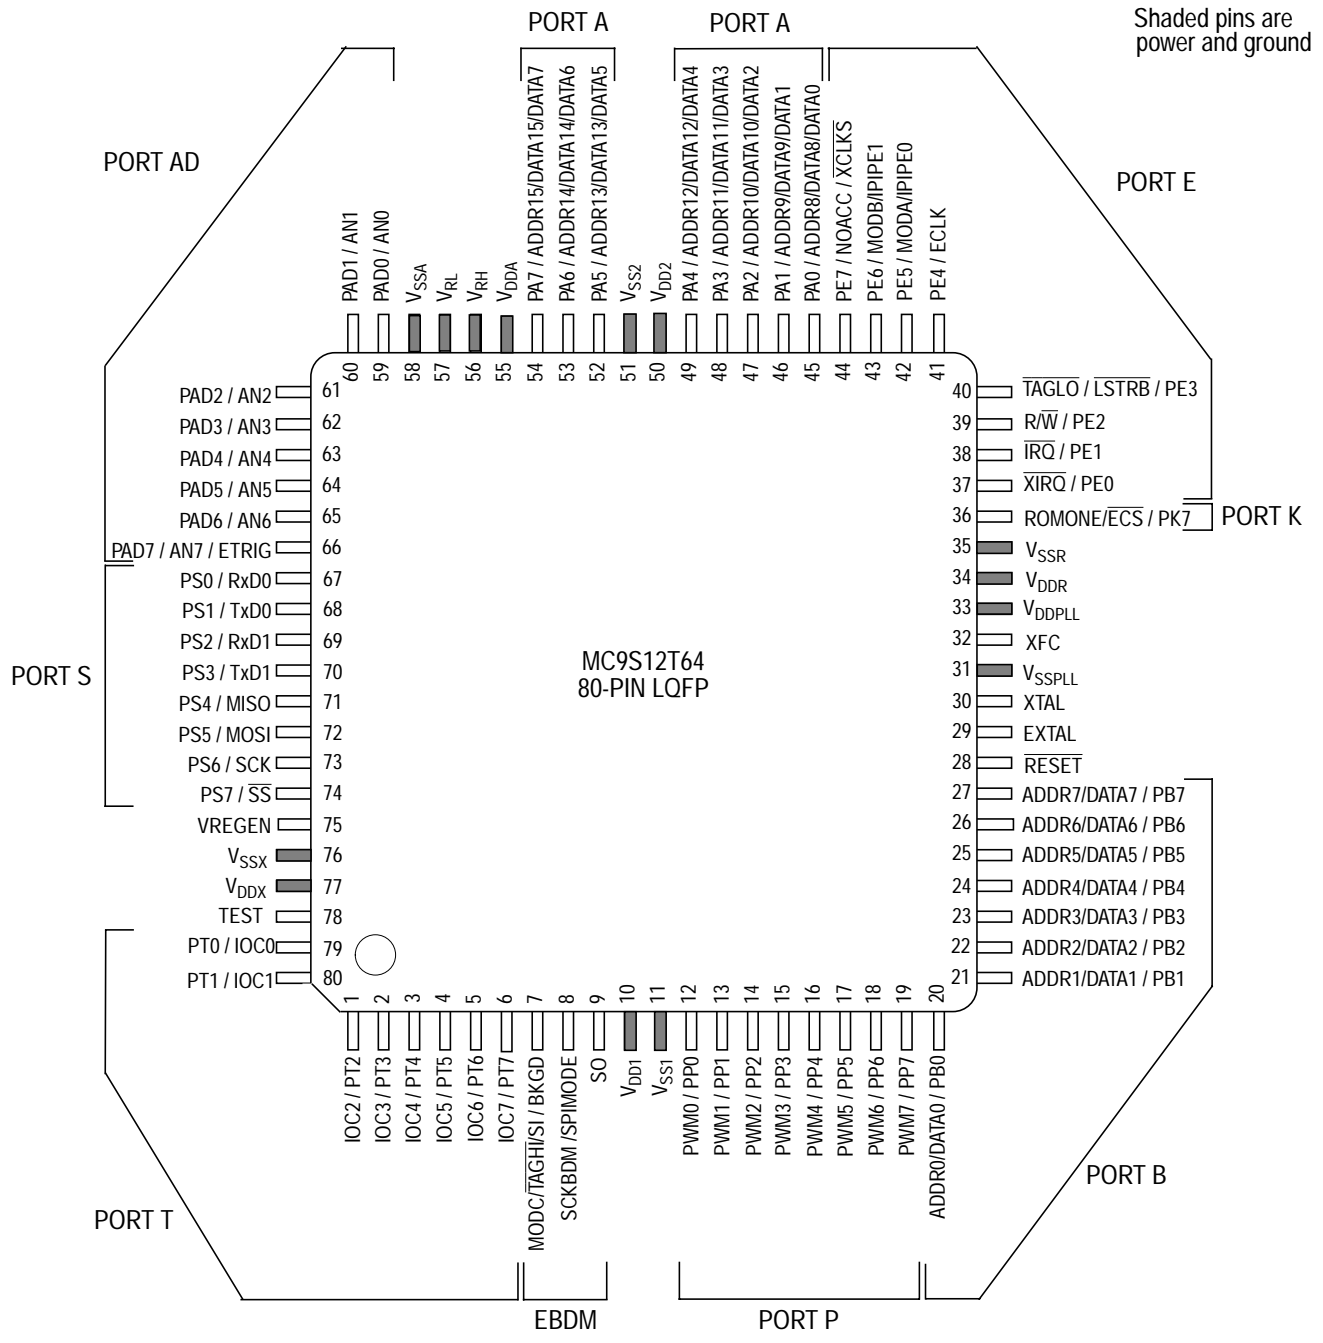 Shaded pins are
power and ground
PORT A
PORT A
PORT AD
PORT E
PAD1 / AN1
PAD0 / AN0
VSSA
VRL
VRH
VDDA
PA7 / ADDR15/DATA15/DATA7
PA6 / ADDR14/DATA14/DATA6
PA5 / ADDR13/DATA13/DATA5
VSS2
VDD2
PA4 / ADDR12/DATA12/DATA4
PA3 / ADDR11/DATA11/DATA3
PA2 / ADDR10/DATA10/DATA2
PA1 / ADDR9/DATA9/DATA1
PA0 / ADDR8/DATA8/DATA0
PE7 / NOACC / XCLKS
PE6 / MODB/IPIPE1
PE5 / MODA/IPIPE0
PE4 / ECLK
60 59 58 57 56 55 54 53 52 51 50 49 48 47 46 45 44 43 42 41
PAD2 / AN2 61
PAD3 / AN3 62
PAD4 / AN4 63
PAD5 / AN5 64
PAD6 / AN6 65
PAD7 / AN7 / ETRIG 66
PS0 / RxD0 67
PS1 / TxD0 68
PS2 / RxD1 69
PS3 / TxD1 70
PS4 / MISO 71
PS5 / MOSI 72
PS6 / SCK 73
PS7 / SS 74
VREGEN 75
VSSX 76
VDDX 77
TEST 78
PT0 / IOC0 79
PT1 / IOC1 80
PORT S
MC9S12T64
80-PIN LQFP
40 TAGLO / LSTRB / PE3
39 R/W / PE2
38 IRQ / PE1
37 XIRQ / PE0
36 ROMONE/ECS / PK7
PORT K
35 VSSR
34 VDDR
33 VDDPLL
32 XFC
31 VSSPLL
30 XTAL
29 EXTAL
28 RESET
27 ADDR7/DATA7 / PB7
26 ADDR6/DATA6 / PB6
25 ADDR5/DATA5 / PB5
24 ADDR4/DATA4 / PB4
23 ADDR3/DATA3 / PB3
22 ADDR2/DATA2 / PB2
21 ADDR1/DATA1 / PB1
1 2 3 4 5 6 7 8 9 10 11 12 13 14 15 16 17 18 19 20
IOC2 / PT2
IOC3 / PT3
IOC4 / PT4
IOC5 / PT5
IOC6 / PT6
IOC7 / PT7
MODC/TAGHI/SI / BKGD
SCKBDM /SPIMODE
SO
VDD1
VSS1
PWM0 / PP0
PWM1 / PP1
PWM2 / PP2
PWM3 / PP3
PWM4 / PP4
PWM5 / PP5
PWM6 / PP6
PWM7 / PP7
ADDR0/DATA0 / PB0
PORT B
PORT T
EBDM
PORT P